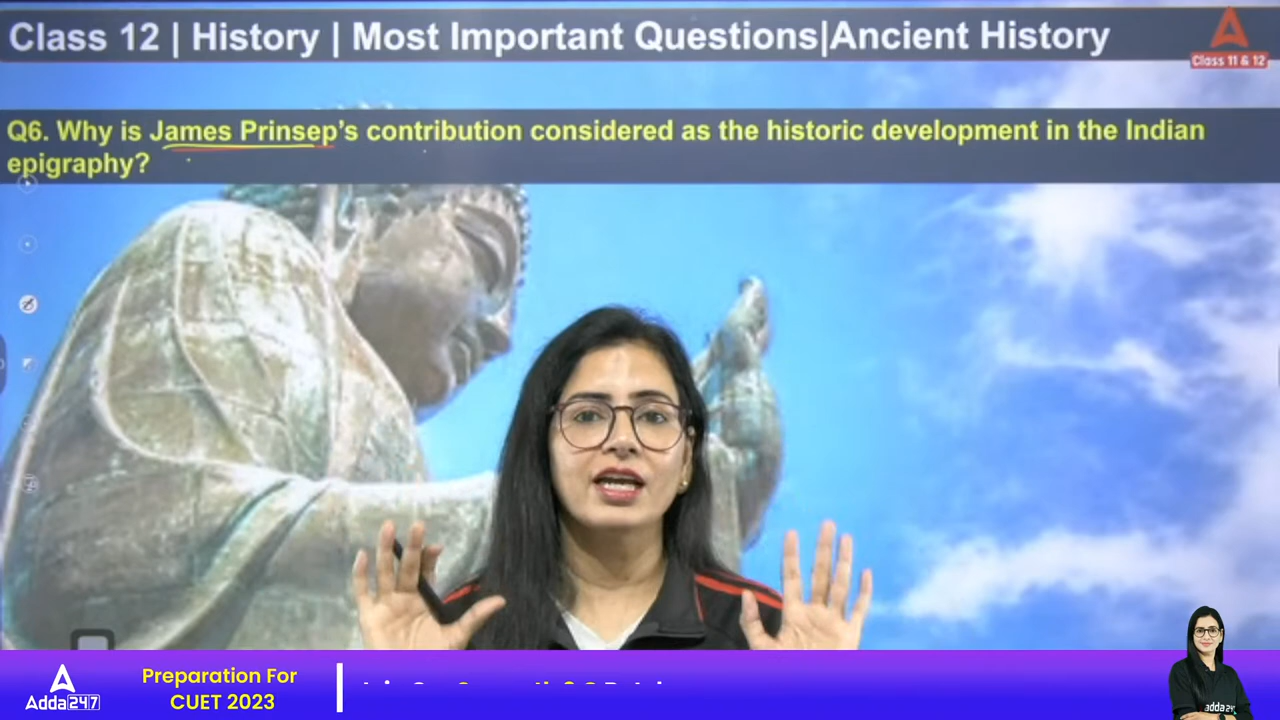 Class 12 | History | Most Important Questions|Ancient History
Class 11 & 12
Q6. Why is James Prinsep's contribution considered as the historic development in the Indian
epigraphy?
Preparation For
CUET 2023
Adda247
adda247